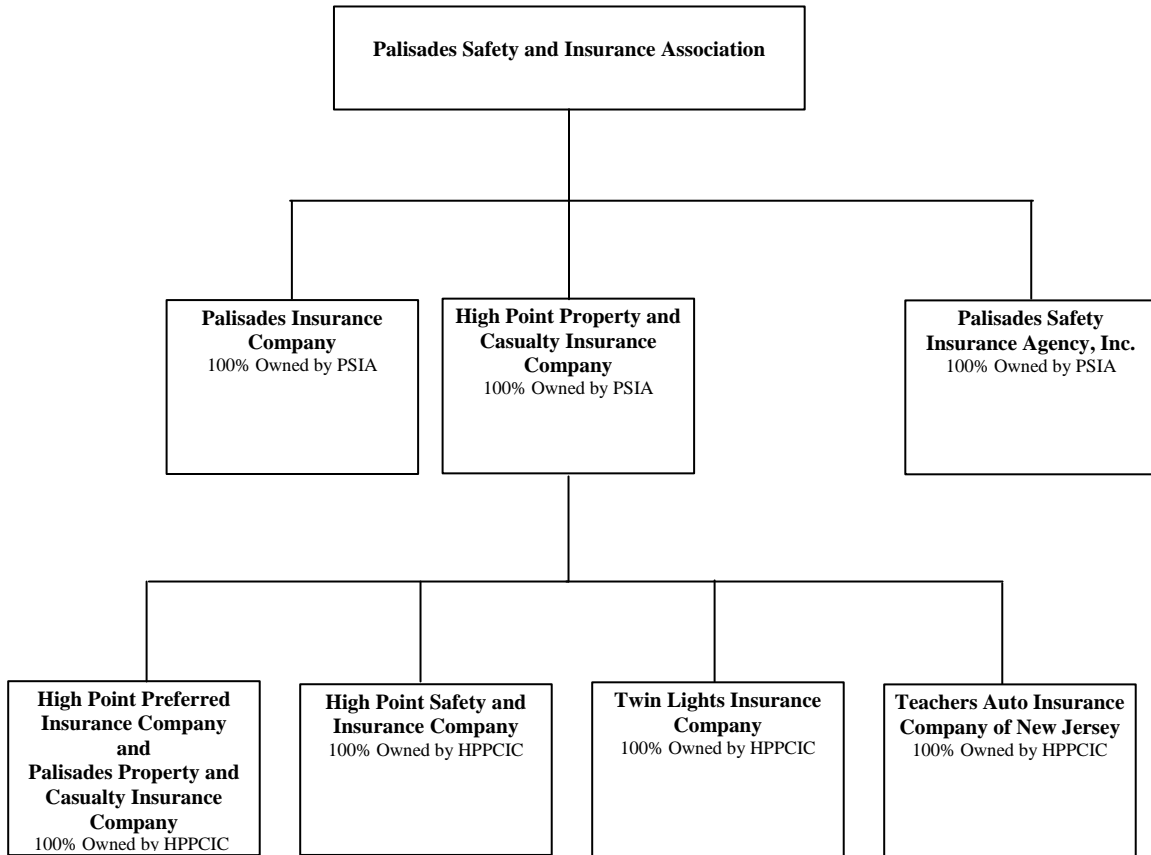 Palisades Safety and Insurance Association
Palisades Insurance
Company
100% Owned by PSIA
High Point Property and
Casualty Insurance
Company
100% Owned by PSIA
Palisades Safety
Insurance Agency, Inc.
100% Owned by PSIA
High Point Preferred
Insurance Company
and
Palisades Property and
Casualty Insurance
Company
100% Owned by HPPCIC
High Point Safety and
Insurance Company
100% Owned by HPPCIC
Twin Lights Insurance
Company
100% Owned by HPPCIC
Teachers Auto Insurance
Company of New Jersey
100% Owned by HPPCIC